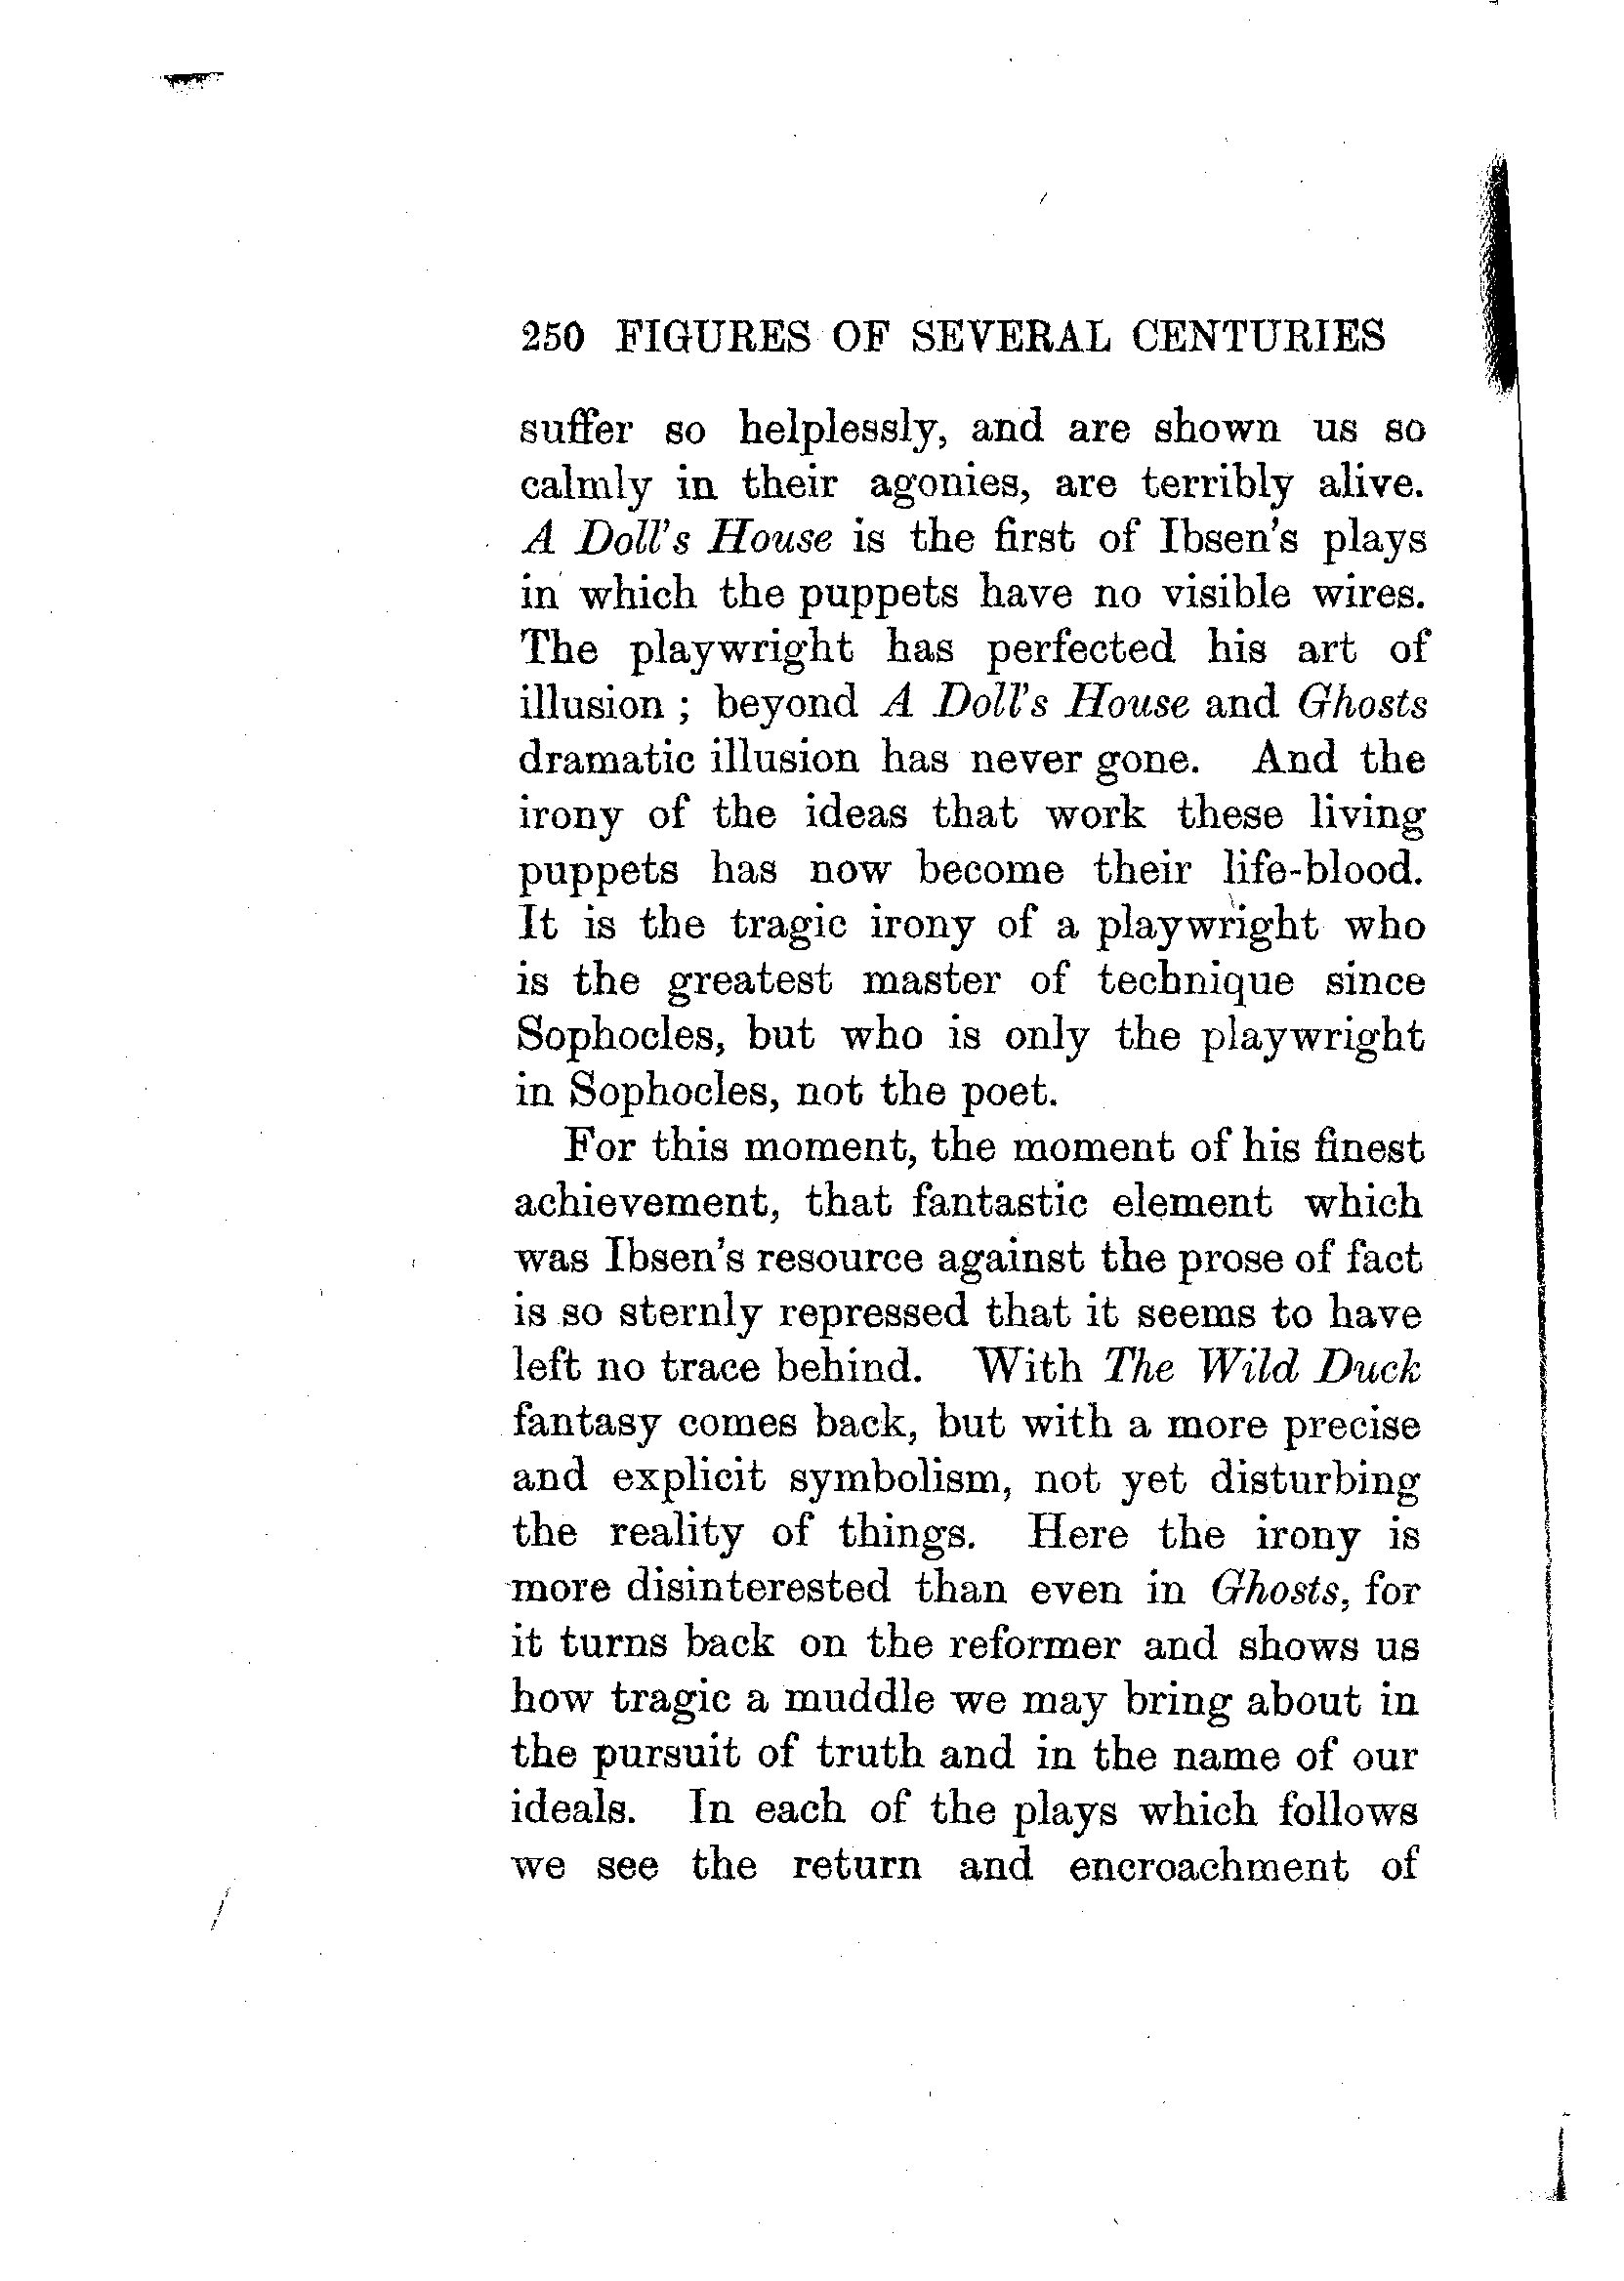 250 FIGURES OF SEVERAL CENTURIES
suffer so helplessly, and are shown us so
calmly in their agonies, are terribly alive.
A Doll's House is the first of Ibsen's plays
in which the puppets have no visible wires.
The playwright has perfected his art of
illusion ; beyond A Doll's House and Ghosts
dramatic illusion has never gone. And the
irony of the ideas that work these living
puppets has now become their life-blood.
It is the tragic irony of a playwright who
is the greatest master of technique since
Sophocles, but who is only the playwright
in Sophocles, not the poet.
For this moment, the moment of his finest
achievement, that fantastic element which
was Ibsen's resource against the prose of fact
is so sternly repressed that it seems to have
left no trace behind. With The Wild Duck
fantasy comes back, but with a more precise
and explicit symbolism, not yet disturbing
the reality of things. Here the irony is
more disinterested than even in Ghosts, for
it turns back on the reformer and shows us
how tragic a muddle we may bring about in
the pursuit of truth and in the name of our
ideals. In each of the plays which follows
we see the return and encroachment of